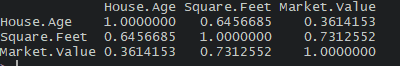 House.Age Square.Feet Market.Value
House.Age 1.0000000 0.6456685 0.3614153
Square.Feet 0.6456685 1.0000000 0.7312552
Market.Value 0.3614153 0.7312552 1.0000000